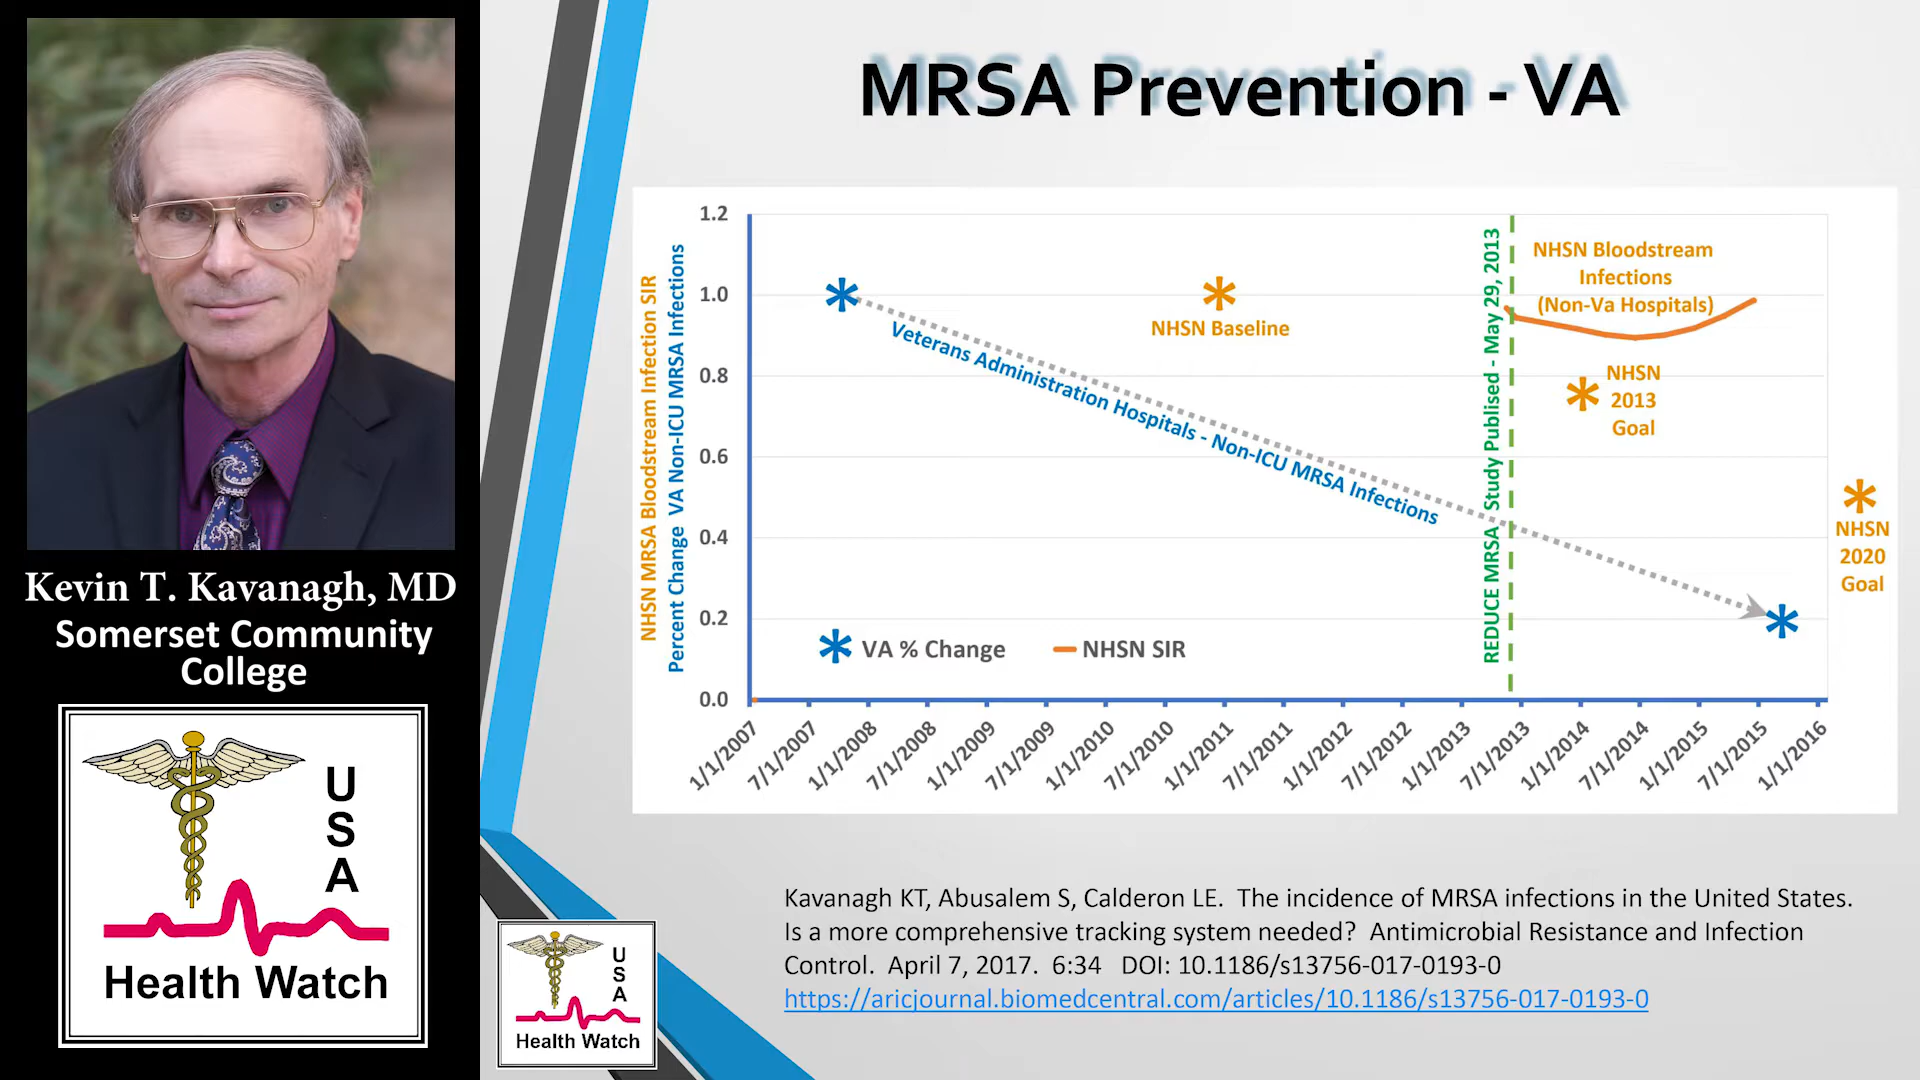 MRSA Prevention - VA
Kevin T. Kavanagh, MD
Somerset Community
College
USA
Health Watch
NHSN MRSA Bloodstream Infection SIR
Percent Change VA Non-ICU MRSA Infections
1.2
1.0
0.8
0.6
0.4
0.2
0.0
Veterans Administration Hospitals - Non-ICU MRSA Infections
NHSN Baseline
REDUCE MRSA Study Publised - May 29, 2013
NHSN Bloodstream
Infections
(Non-Va Hospitals)
NHSN
2013
Goal
NHSN
2020
Goal
VA % Change
NHSN SIR
1/1/2007
7/1/2007
1/1/2008
7/1/2008
1/1/2009
7/1/2009
1/1/2010
7/1/2010
1/1/2011
7/1/2011
1/1/2012
7/1/2012
1/1/2013
7/1/2013
1/1/2014
7/1/2014
1/1/2015
7/1/2015
1/1/2016
USA
Health Watch
Kavanagh KT, Abusalem S, Calderon LE. The incidence of MRSA infections in the United States.
Is a more comprehensive tracking system needed? Antimicrobial Resistance and Infection
Control. April 7, 2017. 6:34 DOI: 10.1186/s13756-017-0193-0
https://aricjournal.biomedcentral.com/articles/10.1186/s13756-017-0193-0